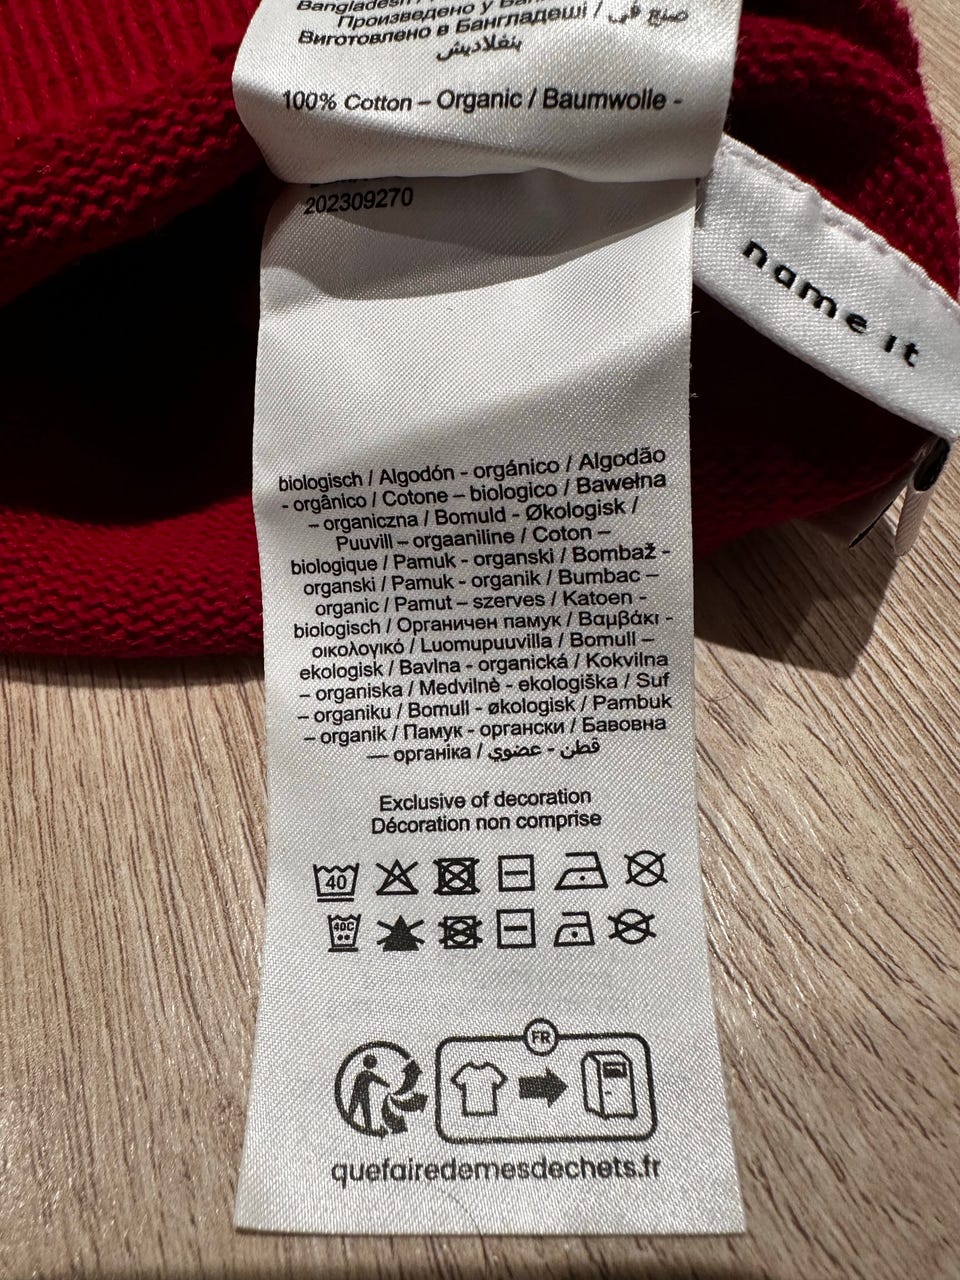 Bangladesh
Произведено у
Виготовлено в Бангладеші / صنع في
بنغلاديش
100% Cotton – Organic / Baumwolle -
202309270
name it
biologisch / Algodón - orgánico / Algodão
- orgânico / Cotone – biologico / Bawełna
– organiczna / Bomuld - Økologisk /
Puuvill – orgaaniline / Coton –
biologique / Pamuk - organski / Bombaž -
organski / Pamuk - organik / Bumbac –
organic / Pamut – szerves / Katoen -
biologisch / Органичен памук / Βαμβάκι -
οικολογικό / Luomupuuvilla / Bomull –
ekologisk / Bavlna - organická / Kokvilna
– organiska / Medvilnė - ekologiška / Suf
– organiku / Bomull - økologisk / Pambuk
– organik / Памук - органски / Бавовна
— органіка / قطن - عضوي
Exclusive of decoration
Décoration non comprise
40
40C
FR
quefairedemesdechets.fr